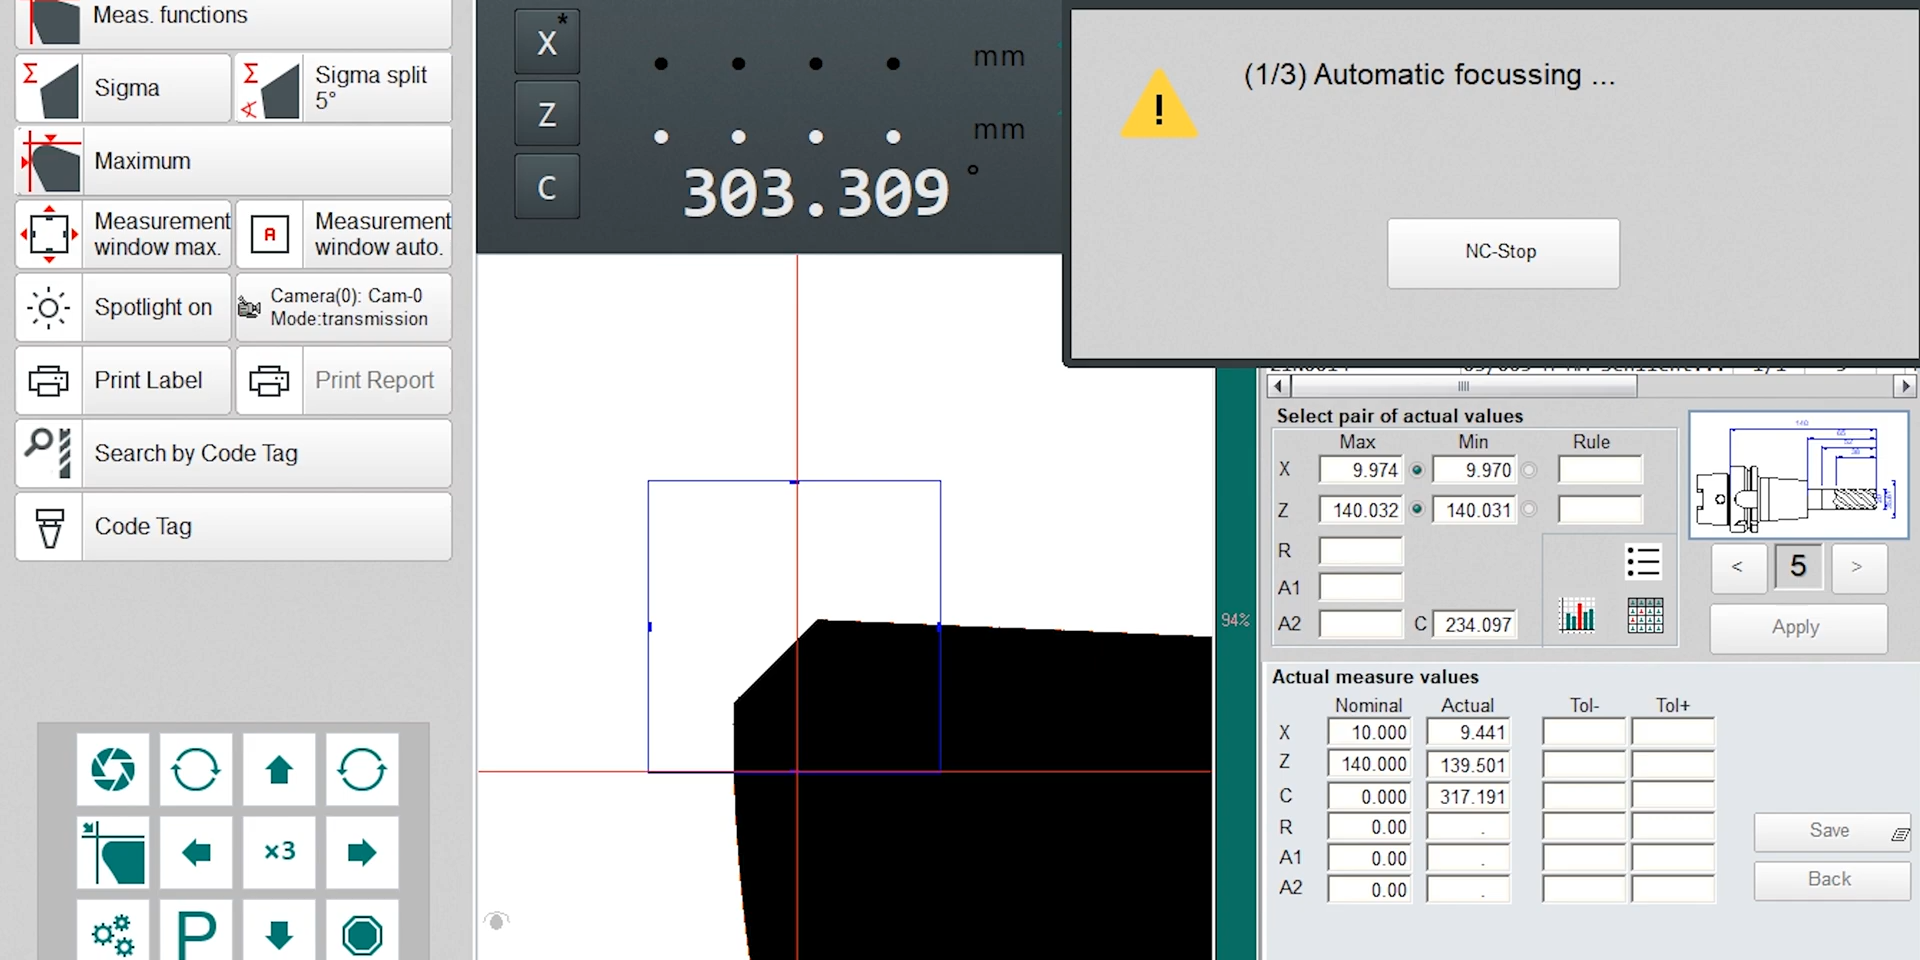 Meas. functions
Sigma
Sigma split
5°
Maximum
Measurement
window max.
Measurement
window auto.
Spotlight on
Camera(0): Cam-0
Mode:transmission
Print Label
Print Report
Search by Code Tag
Code Tag
×3
P
X*
mm
Z
mm
C
303.309 °
(1/3) Automatic focussing ...
NC-Stop
94%
Select pair of actual values
Max Min Rule
X 9.974 9.970
Z 140.032 140.031
R
A1
A2 C 234.097
140
< 5 >
Apply
Actual measure values
Nominal Actual Tol- Tol+
X 10.000 9.441
Z 140.000 139.501
C 0.000 317.191
R 0.00 .
A1 0.00 .
A2 0.00 .
Save
Back